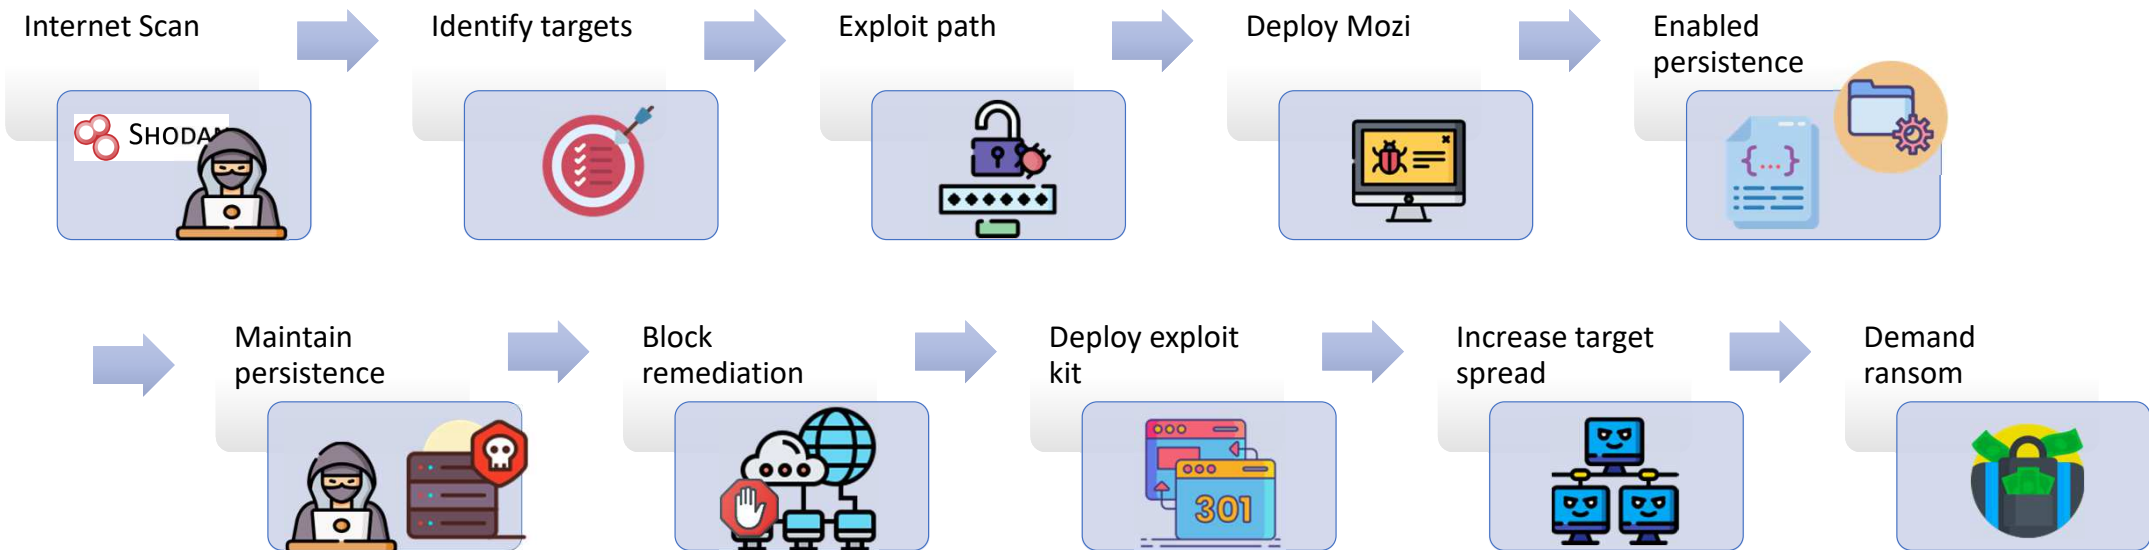 Internet Scan
Identify targets
Exploit path
Deploy Mozi
Enabled
persistence
SHODAN
{...}
Maintain
persistence
Block
remediation
Deploy exploit
kit
Increase target
spread
Demand
ransom
301